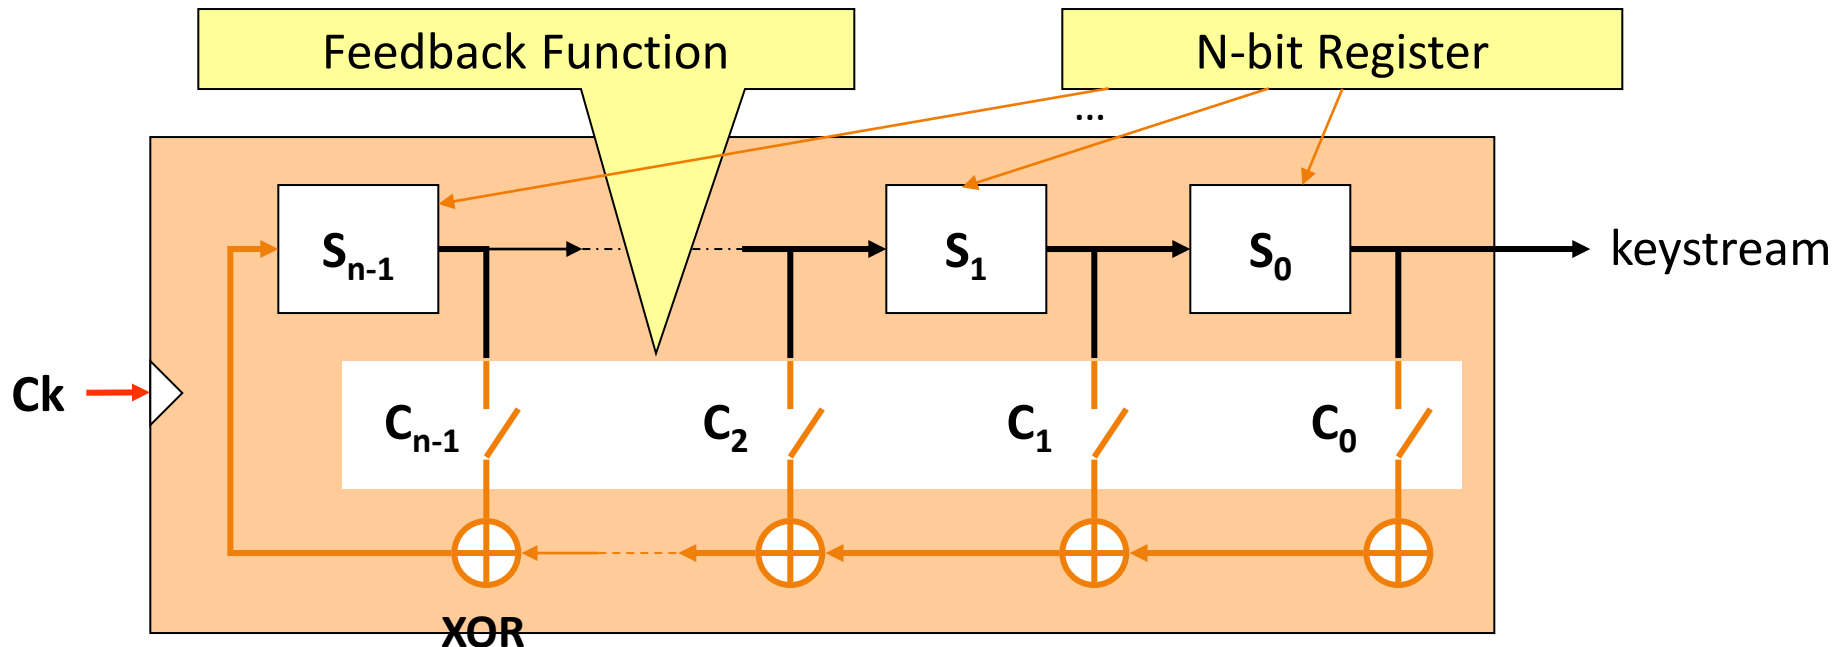 Feedback Function
N-bit Register
...
Sn-1
S1
S0
keystream
Ck
Cn-1
C2
C1
C0
XOR